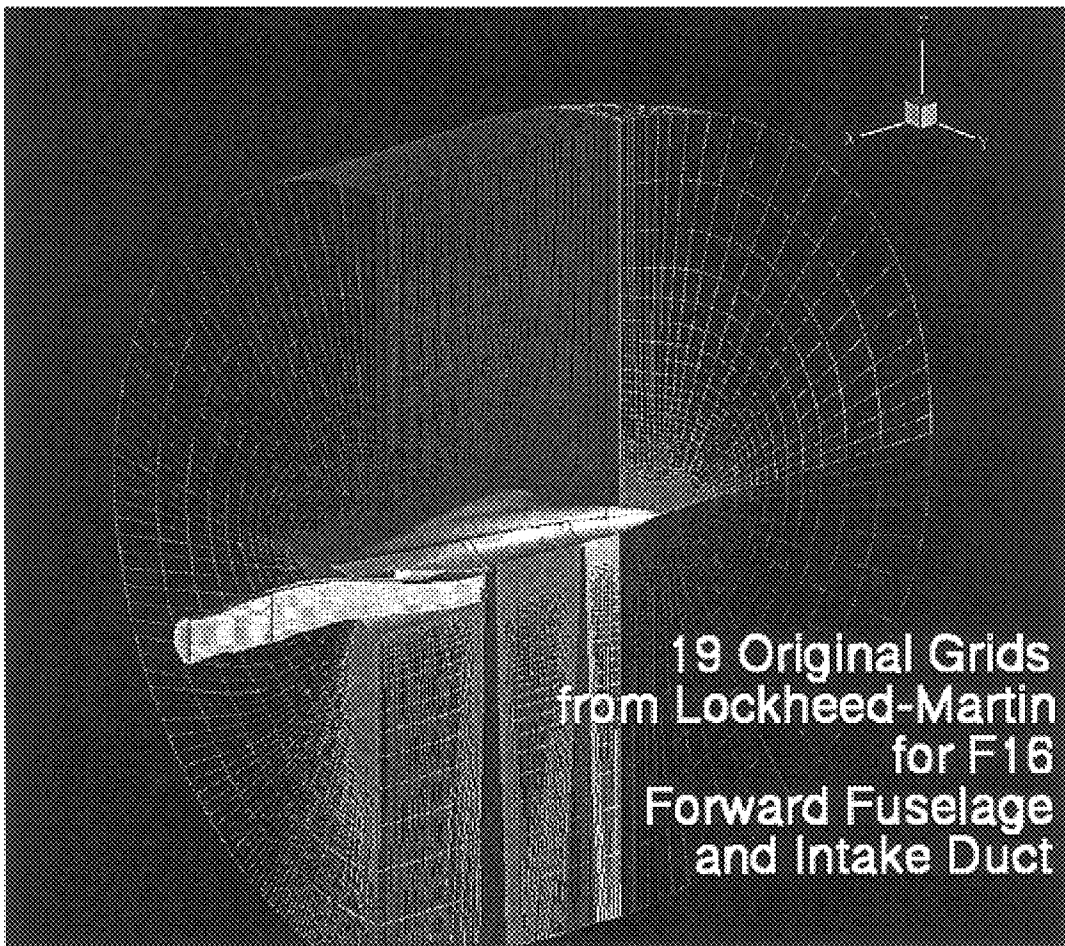 19 Original Grids
from Lockheed-Martin
for F16
Forward Fuselage
and Intake Duct